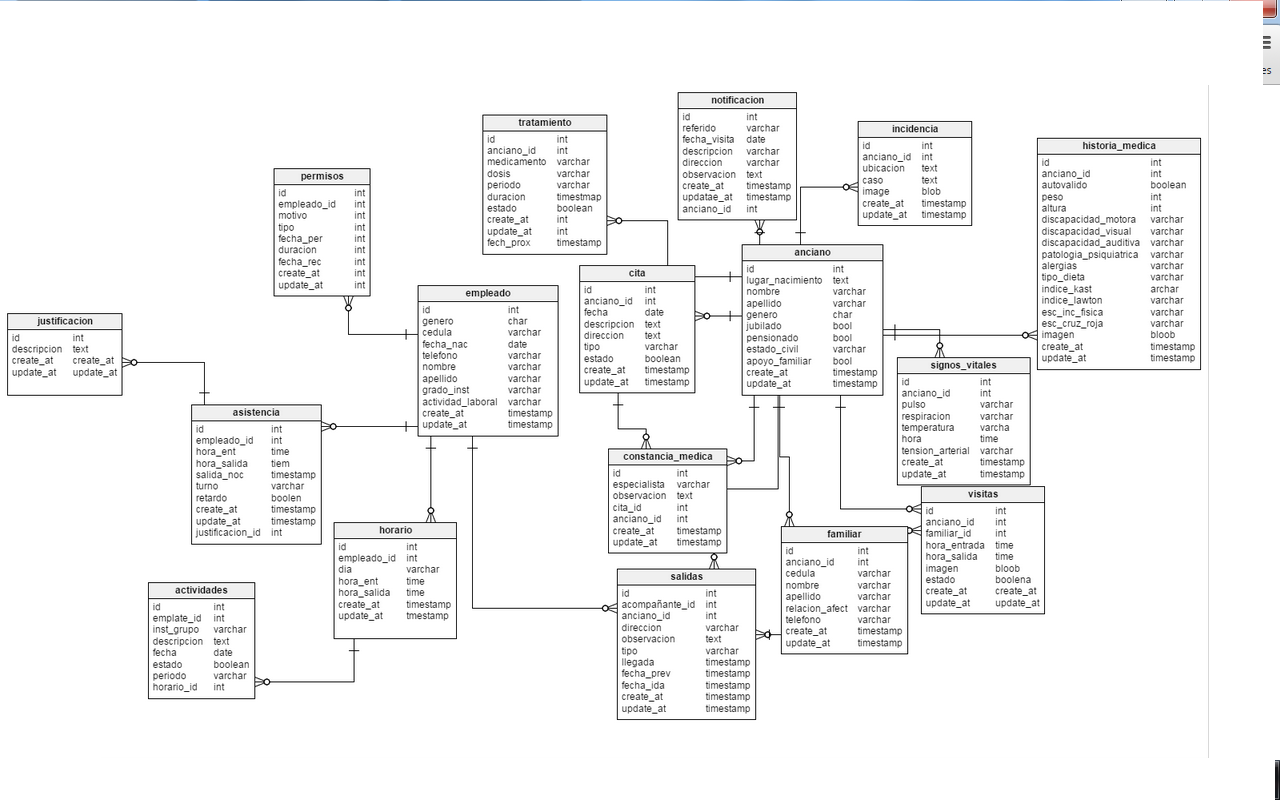 es
notificacion
id int
referido varchar
fecha_visita date
descripcion varchar
direccion varchar
observacion text
create_at timestamp
updatae_at timestamp
anciano_id int
tratamiento
id int
anciano_id int
medicamento varchar
dosis varchar
periodo varchar
duracion timestmap
estado boolean
create_at int
update_at int
fech_prox timestamp
incidencia
id int
anciano_id int
ubicacion text
caso text
image blob
create_at timestamp
update_at timestamp
historia_medica
id int
anciano_id int
autovalido boolean
peso int
altura int
discapacidad_motora varchar
discapacidad_visual varchar
discapacidad_auditiva varchar
patologia_psiquiatrica varchar
alergias varchar
tipo_dieta varchar
indice_kast archar
indice_lawton varchar
esc_inc_fisica varchar
esc_cruz_roja varchar
imagen bloob
create_at timestamp
update_at timestamp
permisos
id int
empleado_id int
motivo int
tipo int
fecha_per int
duracion int
fecha_rec int
create_at int
update_at int
anciano
id int
lugar_nacimiento text
nombre varchar
apellido varchar
genero char
jubilado bool
pensionado bool
estado_civil varchar
apoyo_familiar bool
create_at timestamp
update_at timestamp
cita
id int
anciano_id int
fecha date
descripcion text
direccion text
tipo varchar
estado boolean
create_at timestamp
update_at timestamp
empleado
id int
genero char
cedula varchar
fecha_nac date
telefono varchar
nombre varchar
apellido varchar
grado_inst varchar
actividad_laboral varchar
create_at timestamp
update_at timestamp
justificacion
id int
descripcion text
create_at create_at
update_at update_at
signos_vitales
id int
anciano_id int
pulso varchar
respiracion varchar
temperatura varcha
hora time
tension_arterial varchar
create_at timestamp
update_at timestamp
asistencia
id int
empleado_id int
hora_ent time
hora_salida tiem
salida_noc timestamp
turno varchar
retardo boolen
create_at timestamp
update_at timestamp
justificacion_id int
constancia_medica
id int
especialista varchar
observacion text
cita_id int
anciano_id int
create_at timestamp
update_at timestamp
visitas
id int
anciano_id int
familiar_id int
hora_entrada time
hora_salida time
imagen bloob
estado boolena
create_at create_at
update_at update_at
horario
id int
empleado_id int
dia varchar
hora_ent time
hora_salida time
create_at timestamp
update_at tmestamp
familiar
id int
anciano_id int
cedula varchar
nombre varchar
apellido varchar
relacion_afect varchar
telefono varchar
create_at timestamp
update_at timestamp
salidas
id int
acompañante_id int
anciano_id int
direccion varchar
observacion text
tipo varchar
llegada timestamp
fecha_prev timestamp
fecha_ida timestamp
create_at timestamp
update_at timestamp
actividades
id int
emplate_id int
inst_grupo varchar
descripcion text
fecha date
estado boolean
periodo varchar
horario_id int